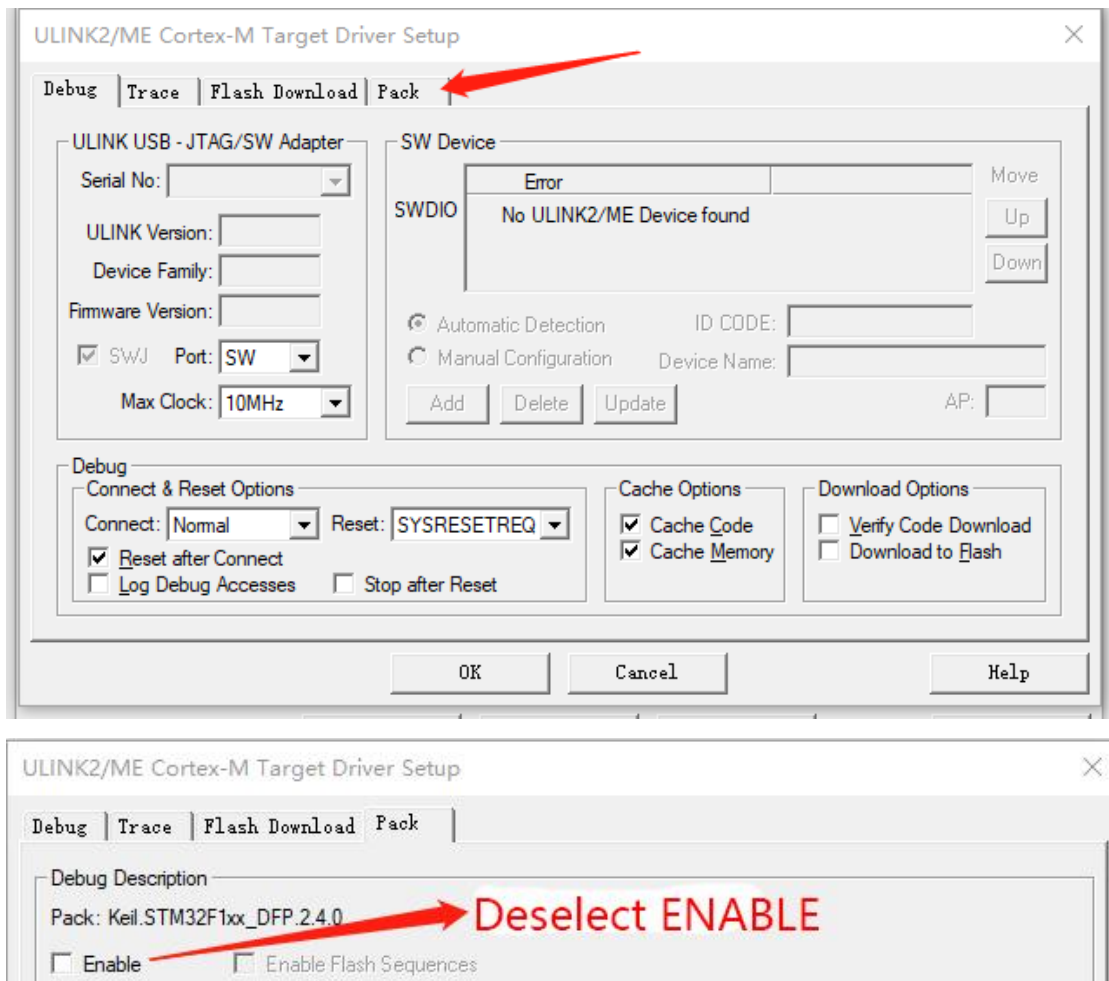 ULINK2/ME Cortex-M Target Driver Setup
Debug Trace Flash Download Pack
ULINK USB - JTAG/SW Adapter
Serial No:
ULINK Version:
Device Family:
Firmware Version:
SWJ Port: SW
Max Clock: 10MHz
SW Device
Error
SWDIO No ULINK2/ME Device found
Move
Up
Down
Automatic Detection ID CODE:
Manual Configuration Device Name:
Add Delete Update AP:
Debug
Connect & Reset Options
Connect: Normal Reset: SYSRESETREQ
Reset after Connect
Log Debug Accesses Stop after Reset
Cache Options
Cache Code
Cache Memory
Download Options
Verify Code Download
Download to Flash
OK Cancel Help
ULINK2/ME Cortex-M Target Driver Setup
Debug Trace Flash Download Pack
Debug Description
Pack: Keil.STM32F1xx_DFP.2.4.0
Deselect ENABLE
Enable Enable Flash Sequences